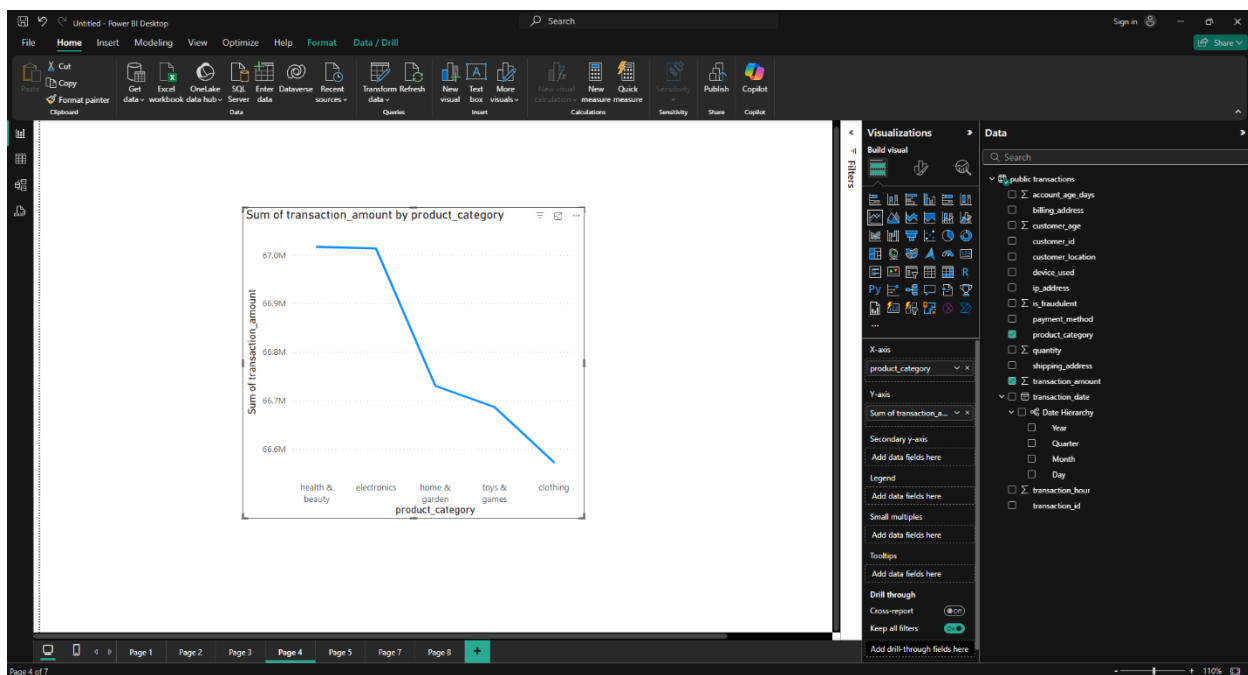 Untitled - Power BI Desktop
Search
Sign in
File Home Insert Modeling View Optimize Help Format Data / Drill
Share
Paste
Cut
Copy
Format painter
Clipboard
Get data
Excel workbook
OneLake data hub
SQL Server
Enter data
Dataverse
Recent sources
Data
Transform data
Refresh
Queries
New visual
Text box
More visuals
Insert
New visual calculation
New measure
Quick measure
Calculations
Sensitivity
Sensitivity
Publish
Share
Copilot
Copilot
Sum of transaction_amount by product_category
67.0M
66.9M
66.8M
66.7M
66.6M
Sum of transaction_amount
health & beauty
electronics
home & garden
toys & games
clothing
product_category
Filters
Visualizations
Build visual
R
Py
X-axis
product_category
Y-axis
Sum of transaction_a...
Secondary y-axis
Add data fields here
Legend
Add data fields here
Small multiples
Add data fields here
Tooltips
Add data fields here
Drill through
Cross-report
Off
Keep all filters
On
Add drill-through fields here
Data
Search
public transactions
account_age_days
billing_address
customer_age
customer_id
customer_location
device_used
ip_address
is_fraudulent
payment_method
product_category
quantity
shipping_address
transaction_amount
transaction_date
Date Hierarchy
Year
Quarter
Month
Day
transaction_hour
transaction_id
Page 1 Page 2 Page 3 Page 4 Page 5 Page 7 Page 8
Page 4 of 7
110%